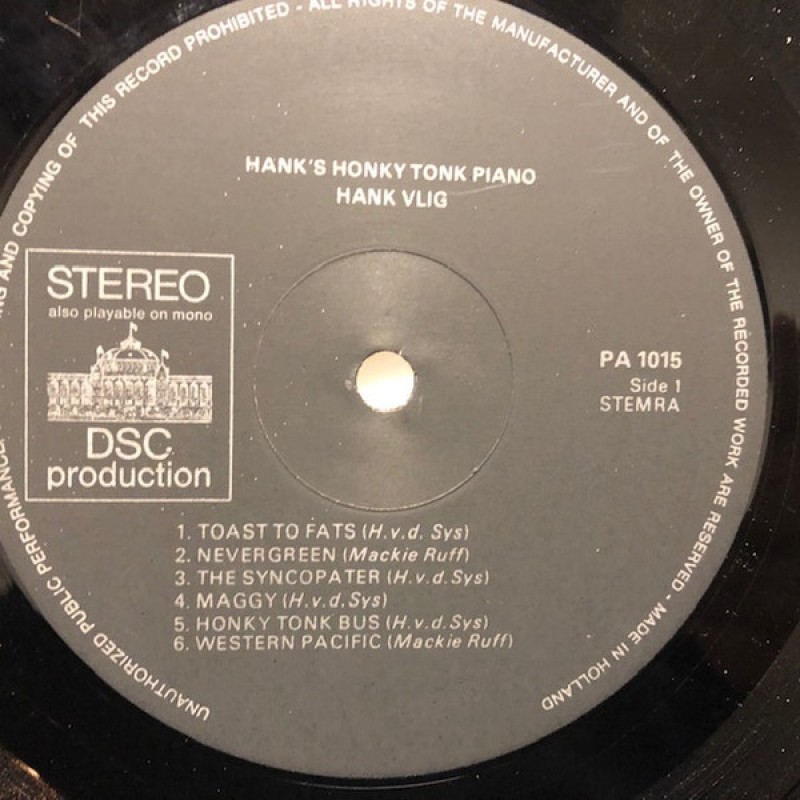 NG AND COPYING OF THIS RECORD PROHIBITED - ALL RIGHTS OF THE MANUFACTURER AND OF THE OWNER OF THE RECORDED WORK ARE RESERVED - MADE IN HOLLAND
HANK'S HONKY TONK PIANO
HANK VLIG
STEREO
also playable on mono
DSC
production
PA 1015
Side 1
STEMRA
1. TOAST TO FATS (H.v.d. Sys)
2. NEVERGREEN (Mackie Ruff)
3. THE SYNCOPATER (H.v.d.Sys)
4. MAGGY (H.v.d.Sys)
5. HONKY TONK BUS (H.v.d.Sys)
6. WESTERN PACIFIC (Mackie Ruff)
UNAUTHORIZED PUBLIC PERFORMANCE